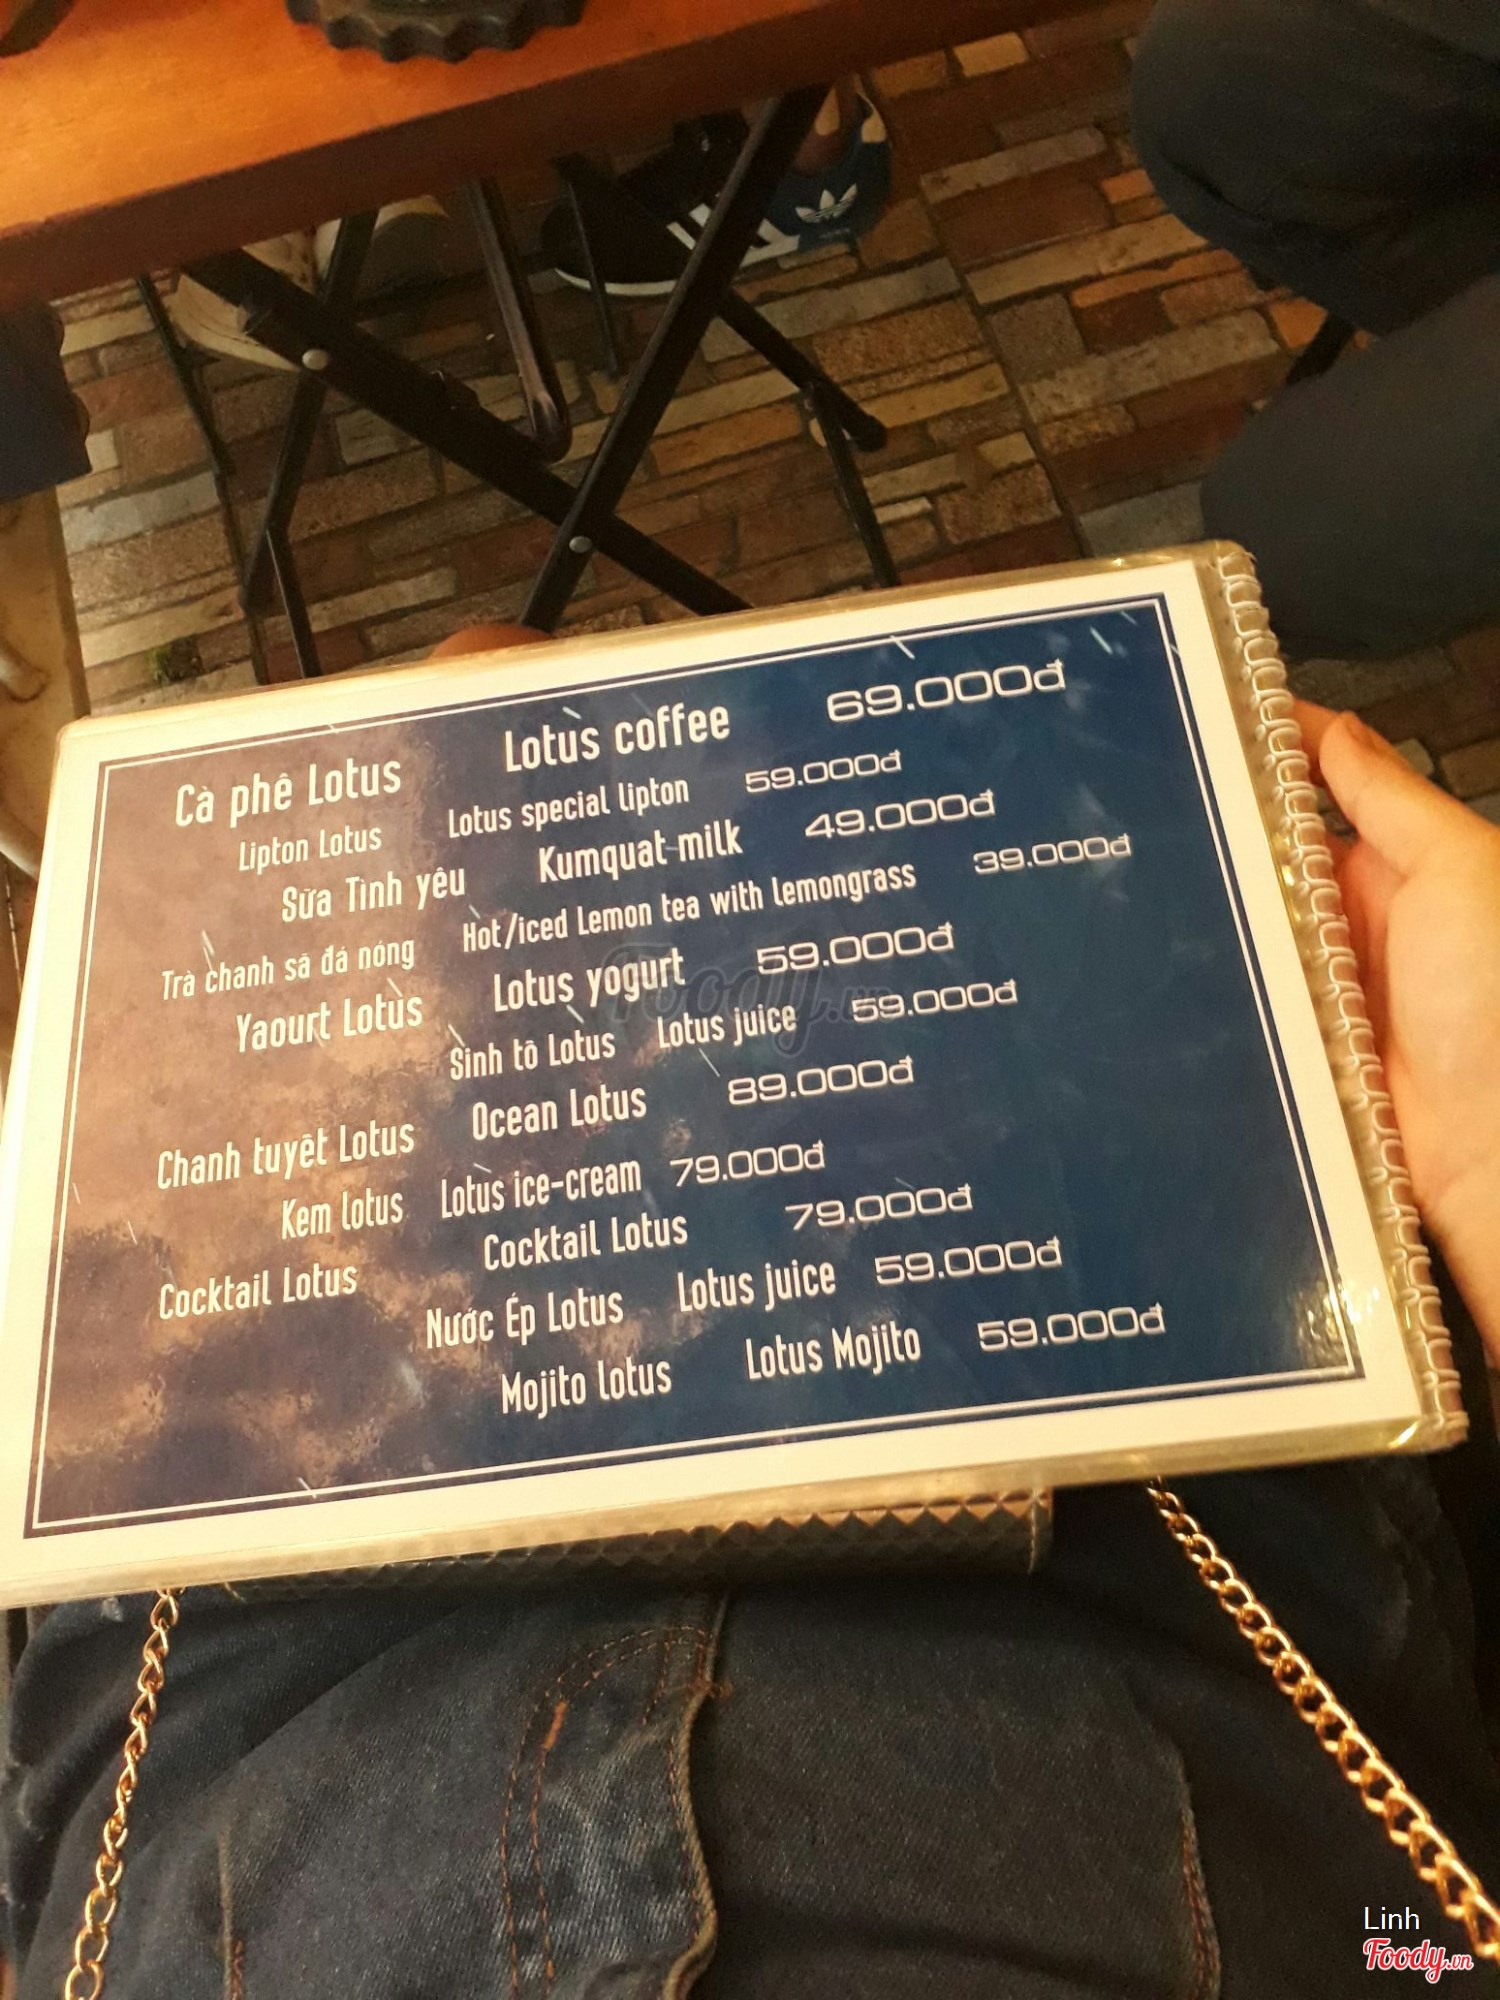 Cà phê Lotus Lotus coffee 69.000đ
Lipton Lotus Lotus special lipton 59.000đ
Sữa Tình yêu Kumquat milk 49.000đ
Trà chanh sả đá nóng Hot/iced Lemon tea with lemongrass 39.000đ
Yaourt Lotus Lotus yogurt 59.000đ
Sinh tô Lotus Lotus juice 59.000đ
Chanh tuyết Lotus Ocean Lotus 89.000đ
Kem lotus Lotus ice-cream 79.000đ
Cocktail Lotus Cocktail Lotus 79.000đ
Nước Ép Lotus Lotus juice 59.000đ
Mojito Lotus Lotus Mojito 59.000đ
Foody.vn
Linh
Foody.vn